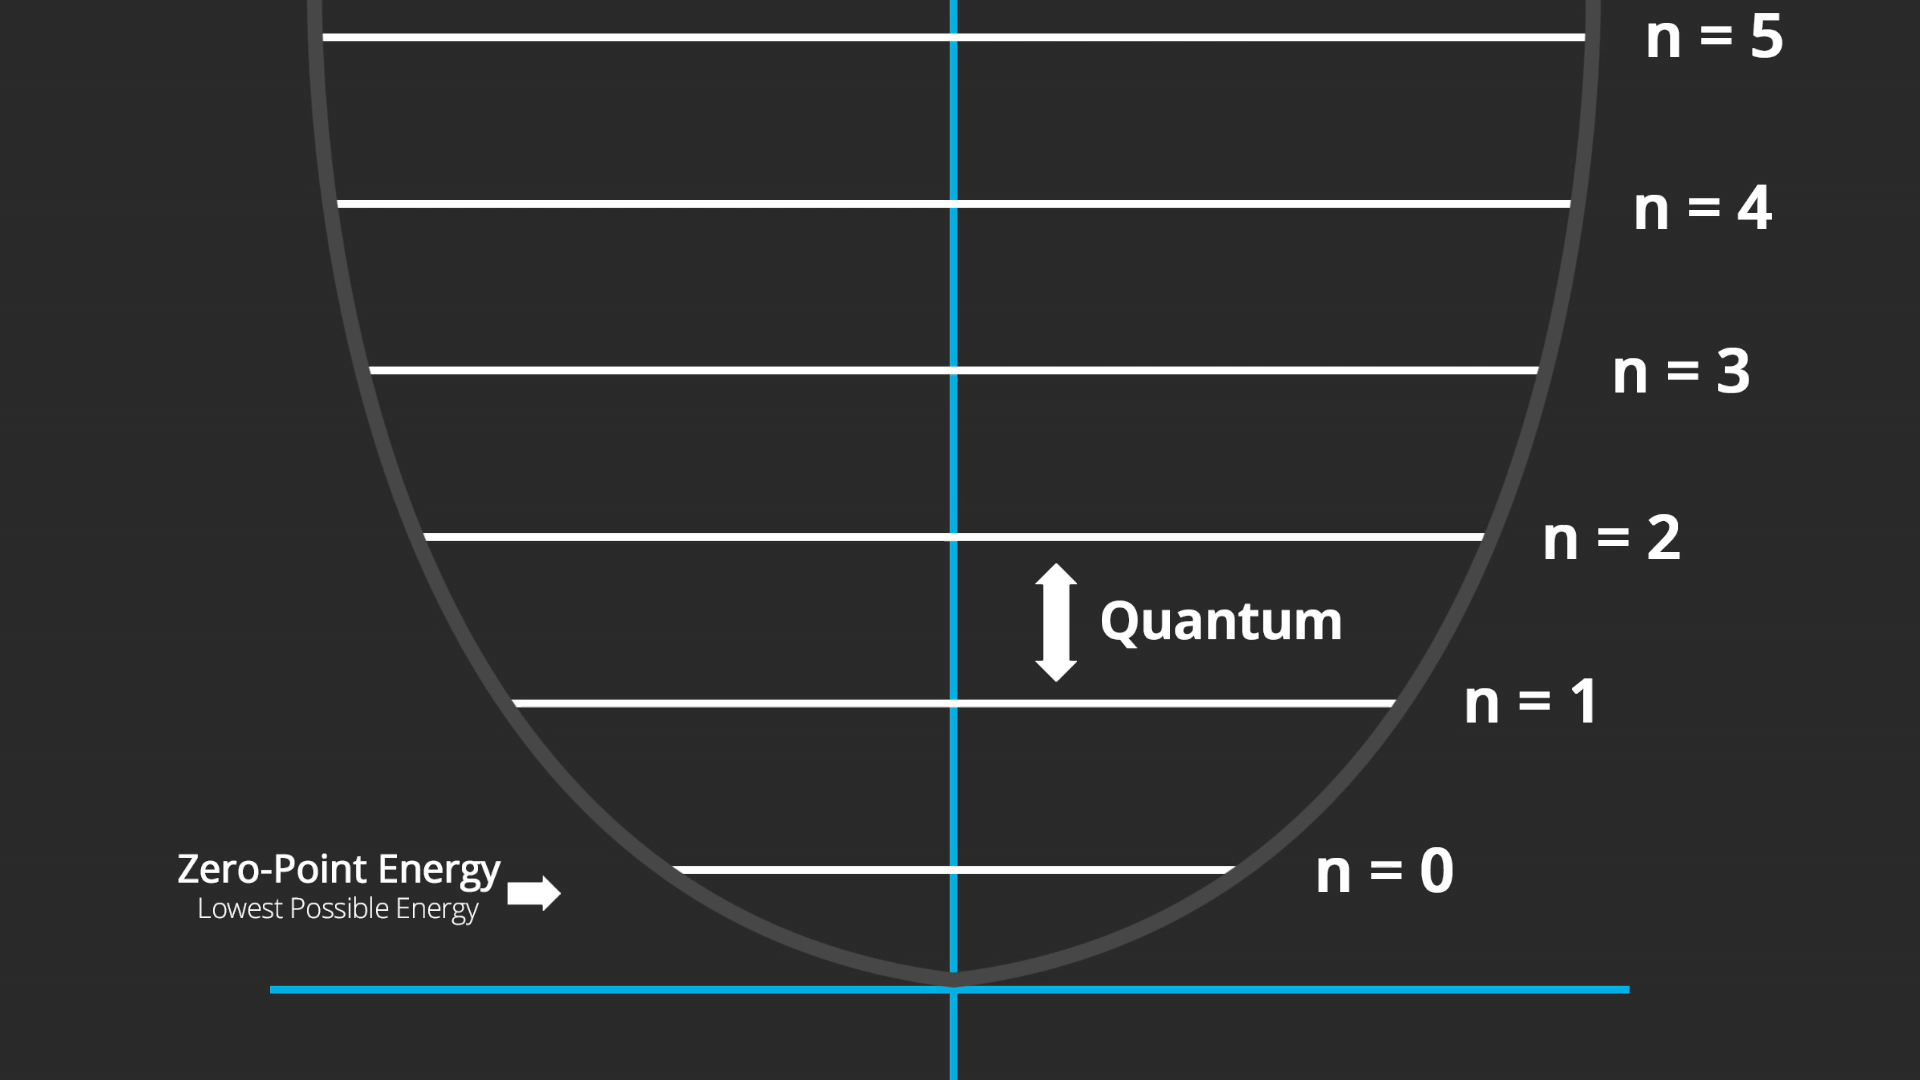 n = 5
n = 4
n = 3
n = 2
Quantum
n = 1
Zero-Point Energy
Lowest Possible Energy
n = 0